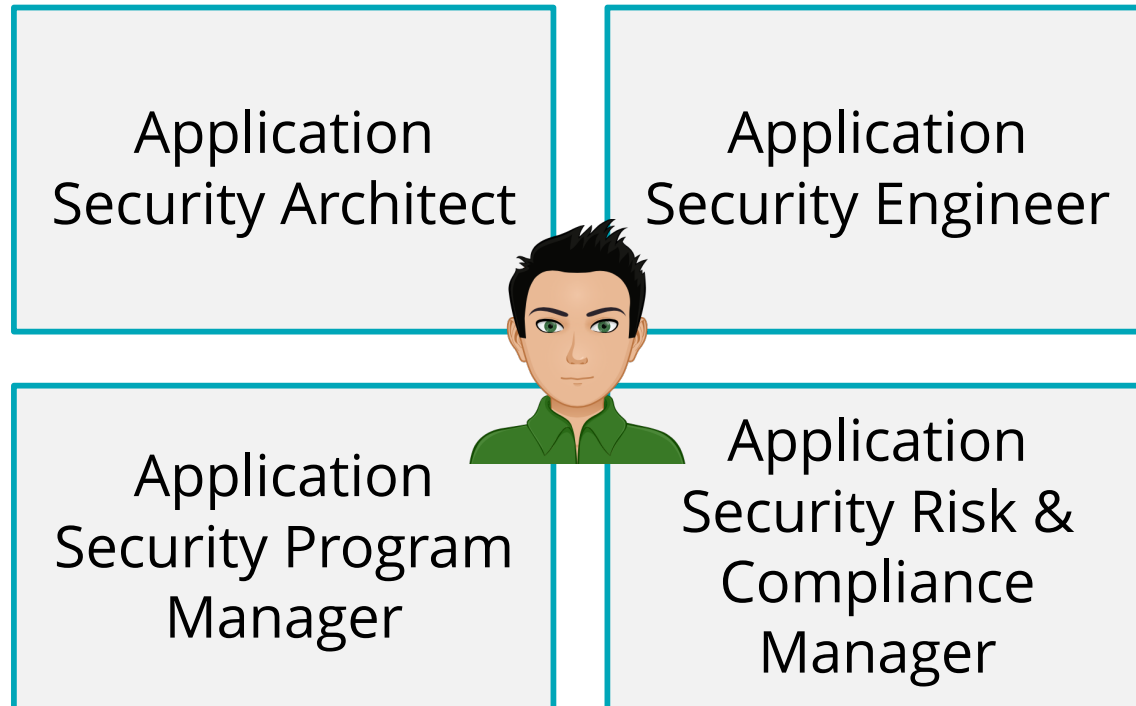 Application
Security Architect
Application
Security Engineer
Application
Security Program
Manager
Application
Security Risk &
Compliance
Manager